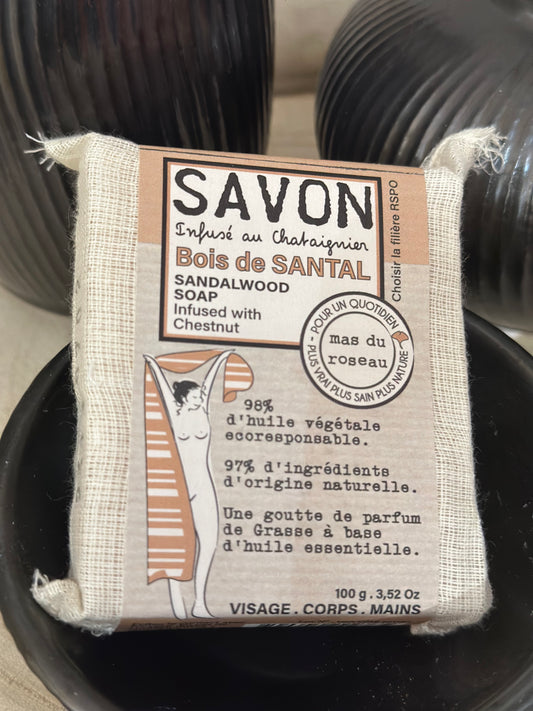 SAVON
Infusé au Chataignier
Bois de SANTAL
SANDALWOOD
SOAP
Infused with
Chestnut
Choisir la filière RSPO
- POUR UN QUOTIDIEN - PLUS VRAI PLUS SAIN PLUS NATURE
mas du
roseau
98%
d'huile végétale
ecoresponsable.
97% d'ingrédients
d'origine naturelle.
Une goutte de parfum
de Grasse à base
d'huile essentielle.
100 g . 3,52 Oz
VISAGE . CORPS . MAINS